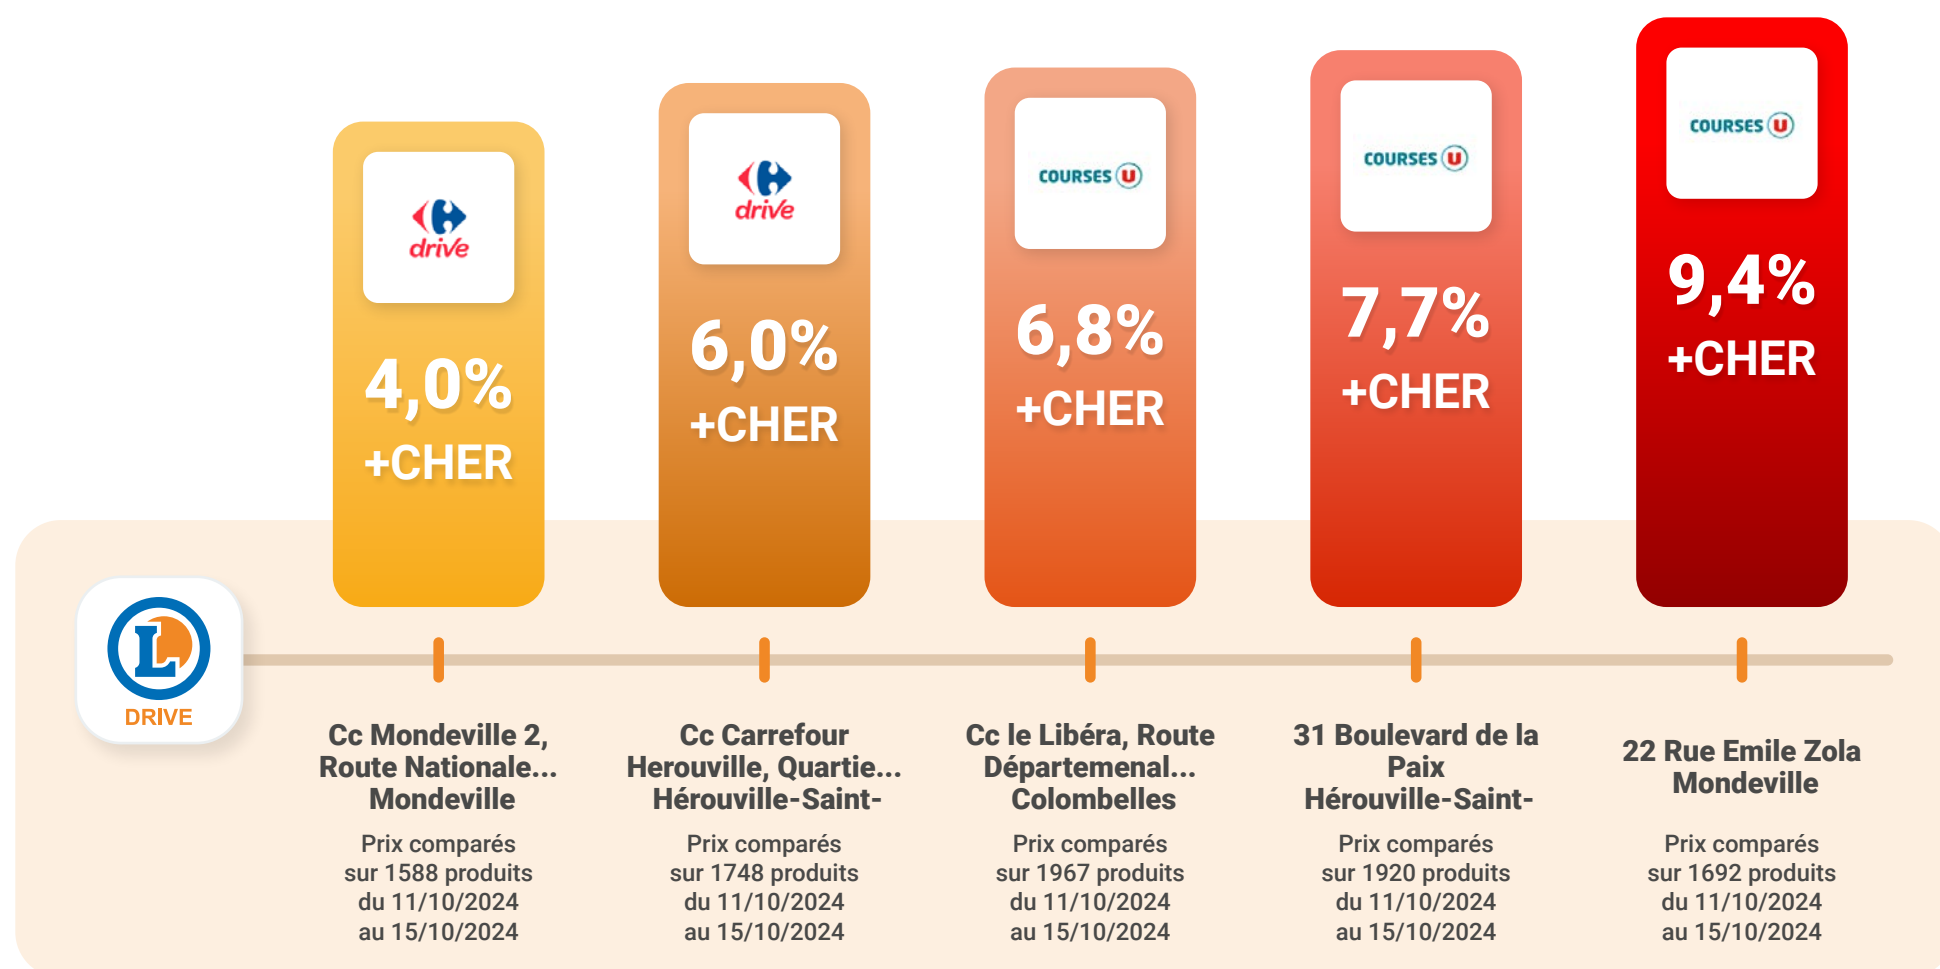 drive
4,0%
+CHER
drive
6,0%
+CHER
COURSES U
6,8%
+CHER
COURSES U
7,7%
+CHER
COURSES U
9,4%
+CHER
L
DRIVE
Cc Mondeville 2,
Route Nationale...
Mondeville
Prix comparés
sur 1588 produits
du 11/10/2024
au 15/10/2024
Cc Carrefour
Herouville, Quartie...
Hérouville-Saint-
Prix comparés
sur 1748 produits
du 11/10/2024
au 15/10/2024
Cc le Libéra, Route
Départemenal...
Colombelles
Prix comparés
sur 1967 produits
du 11/10/2024
au 15/10/2024
31 Boulevard de la
Paix
Hérouville-Saint-
Prix comparés
sur 1920 produits
du 11/10/2024
au 15/10/2024
22 Rue Emile Zola
Mondeville
Prix comparés
sur 1692 produits
du 11/10/2024
au 15/10/2024